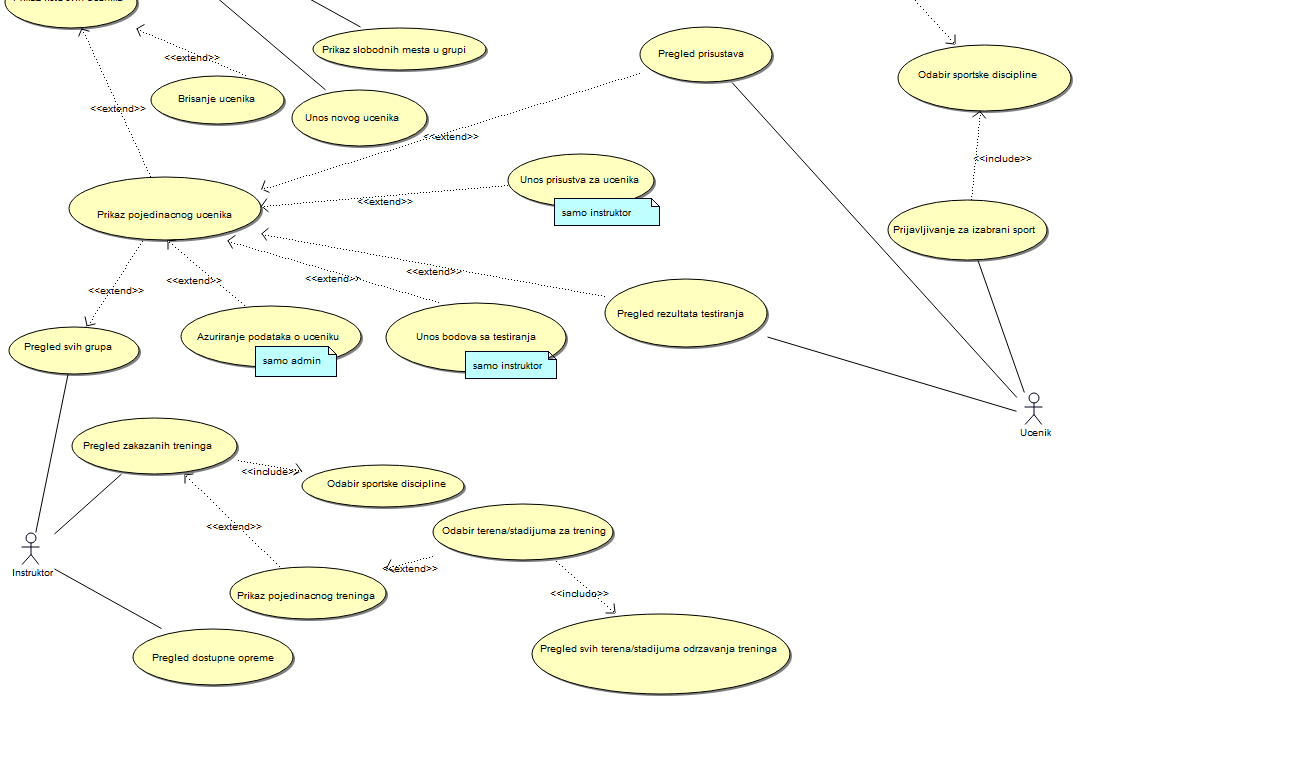 Prikaz slobodnih mesta u grupi
Pregled prisustava
Odabir sportske discipline
<<extend>>
Brisanje ucenika
<<extend>>
Unos novog ucenika
<<extend>>
<<include>>
Unos prisustva za ucenika
<<extend>>
samo instruktor
Prikaz pojedinacnog ucenika
Prijavljivanje za izabrani sport
<<extend>>
<<extend>>
<<extend>>
<<extend>>
Pregled rezultata testiranja
Azuriranje podataka o uceniku
Unos bodova sa testiranja
Pregled svih grupa
samo admin
samo instruktor
Ucenik
Pregled zakazanih treninga
<<include>>
Odabir sportske discipline
<<extend>>
Odabir terena/stadijuma za trening
Instruktor
<<extend>>
Prikaz pojedinacnog treninga
<<include>>
Pregled dostupne opreme
Pregled svih terena/stadijuma odrzavanja treninga